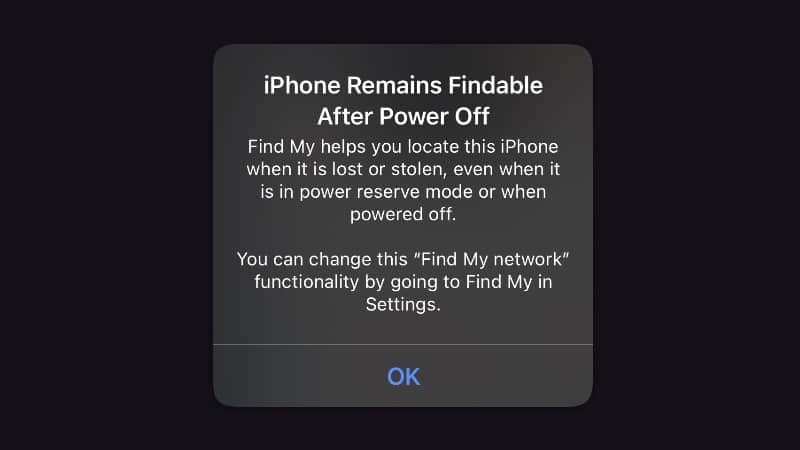 iPhone Remains Findable
After Power Off
Find My helps you locate this iPhone
when it is lost or stolen, even when it
is in power reserve mode or when
powered off.
You can change this “Find My network”
functionality by going to Find My in
Settings.
OK